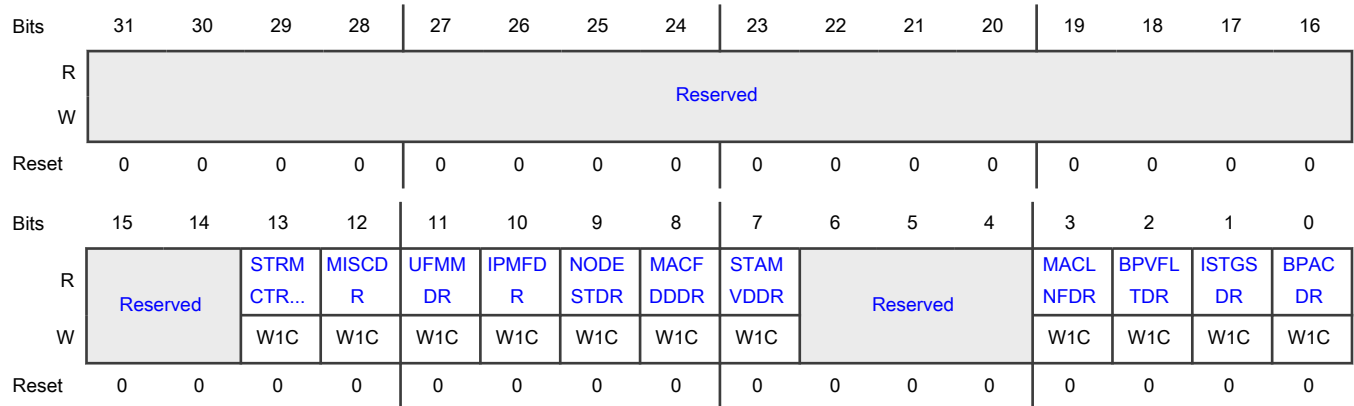 Bits 31 30 29 28 27 26 25 24 23 22 21 20 19 18 17 16
R
Reserved
W
Reset 0 0 0 0 0 0 0 0 0 0 0 0 0 0 0 0
Bits 15 14 13 12 11 10 9 8 7 6 5 4 3 2 1 0
R Reserved STRM CTR... MISCD R UFMM DR IPMFD R NODE STDR MACF DDDR STAM VDDR Reserved MACL NFDR BPVFL TDR ISTGS DR BPAC DR
W W1C W1C W1C W1C W1C W1C W1C W1C W1C W1C W1C
Reset 0 0 0 0 0 0 0 0 0 0 0 0 0 0 0 0